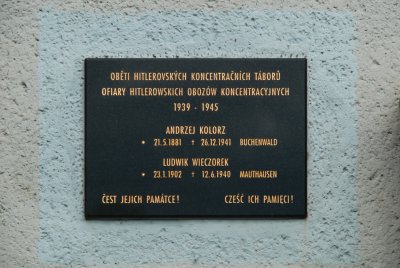 OBĚTI HITLEROVSKÝCH KONCENTRAČNÍCH TÁBORŮ
OFIARY HITLEROWSKICH OBOZÓW KONCENTRACYJNYCH
1939 - 1945
ANDRZEJ KOLORZ
* 21.5.1881 † 26.12.1941 BUCHENWALD
LUDWIK WIECZOREK
* 23.1.1902 † 12.6.1940 MAUTHAUSEN
ČEST JEJICH PAMÁTCE! CZEŚĆ ICH PAMIĘCI!